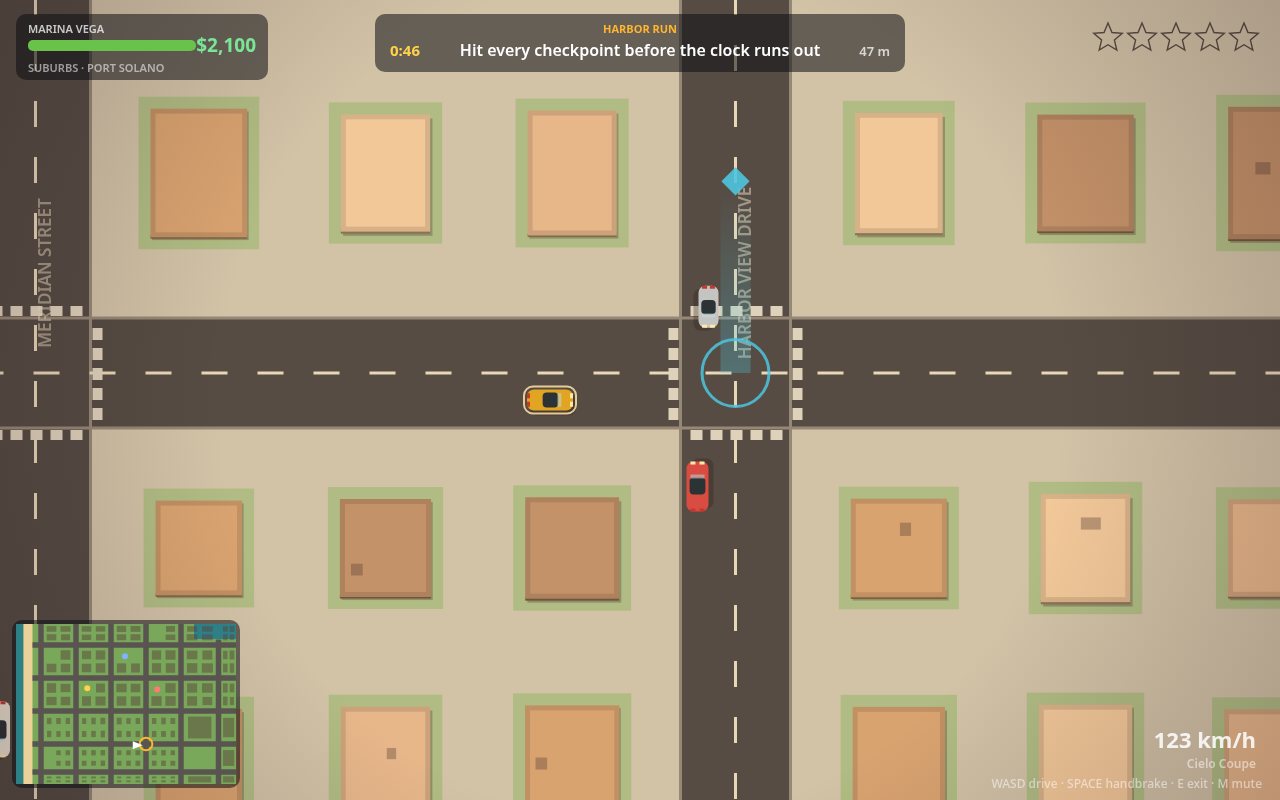 MARINA VEGA
$2,100
SUBURBS · PORT SOLANO
HARBOR RUN
0:46 Hit every checkpoint before the clock runs out 47 m
MERIDIAN STREET
HARBOR VIEW DRIVE
123 km/h
Cielo Coupe
WASD drive · SPACE handbrake · E exit · M mute